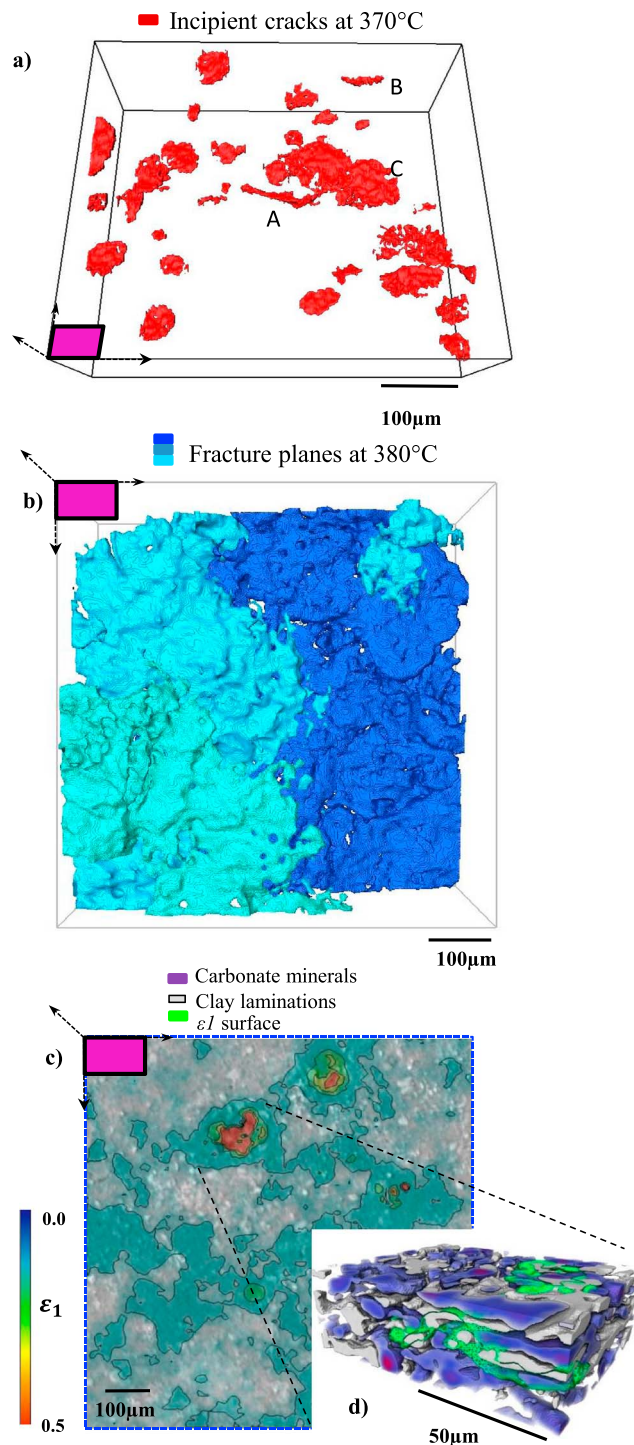 Incipient cracks at 370°C
a)
B
C
A
100µm
Fracture planes at 380°C
b)
100µm
Carbonate minerals
Clay laminations
ε1 surface
c)
0.0
ε1
0.5
100µm
d)
50µm